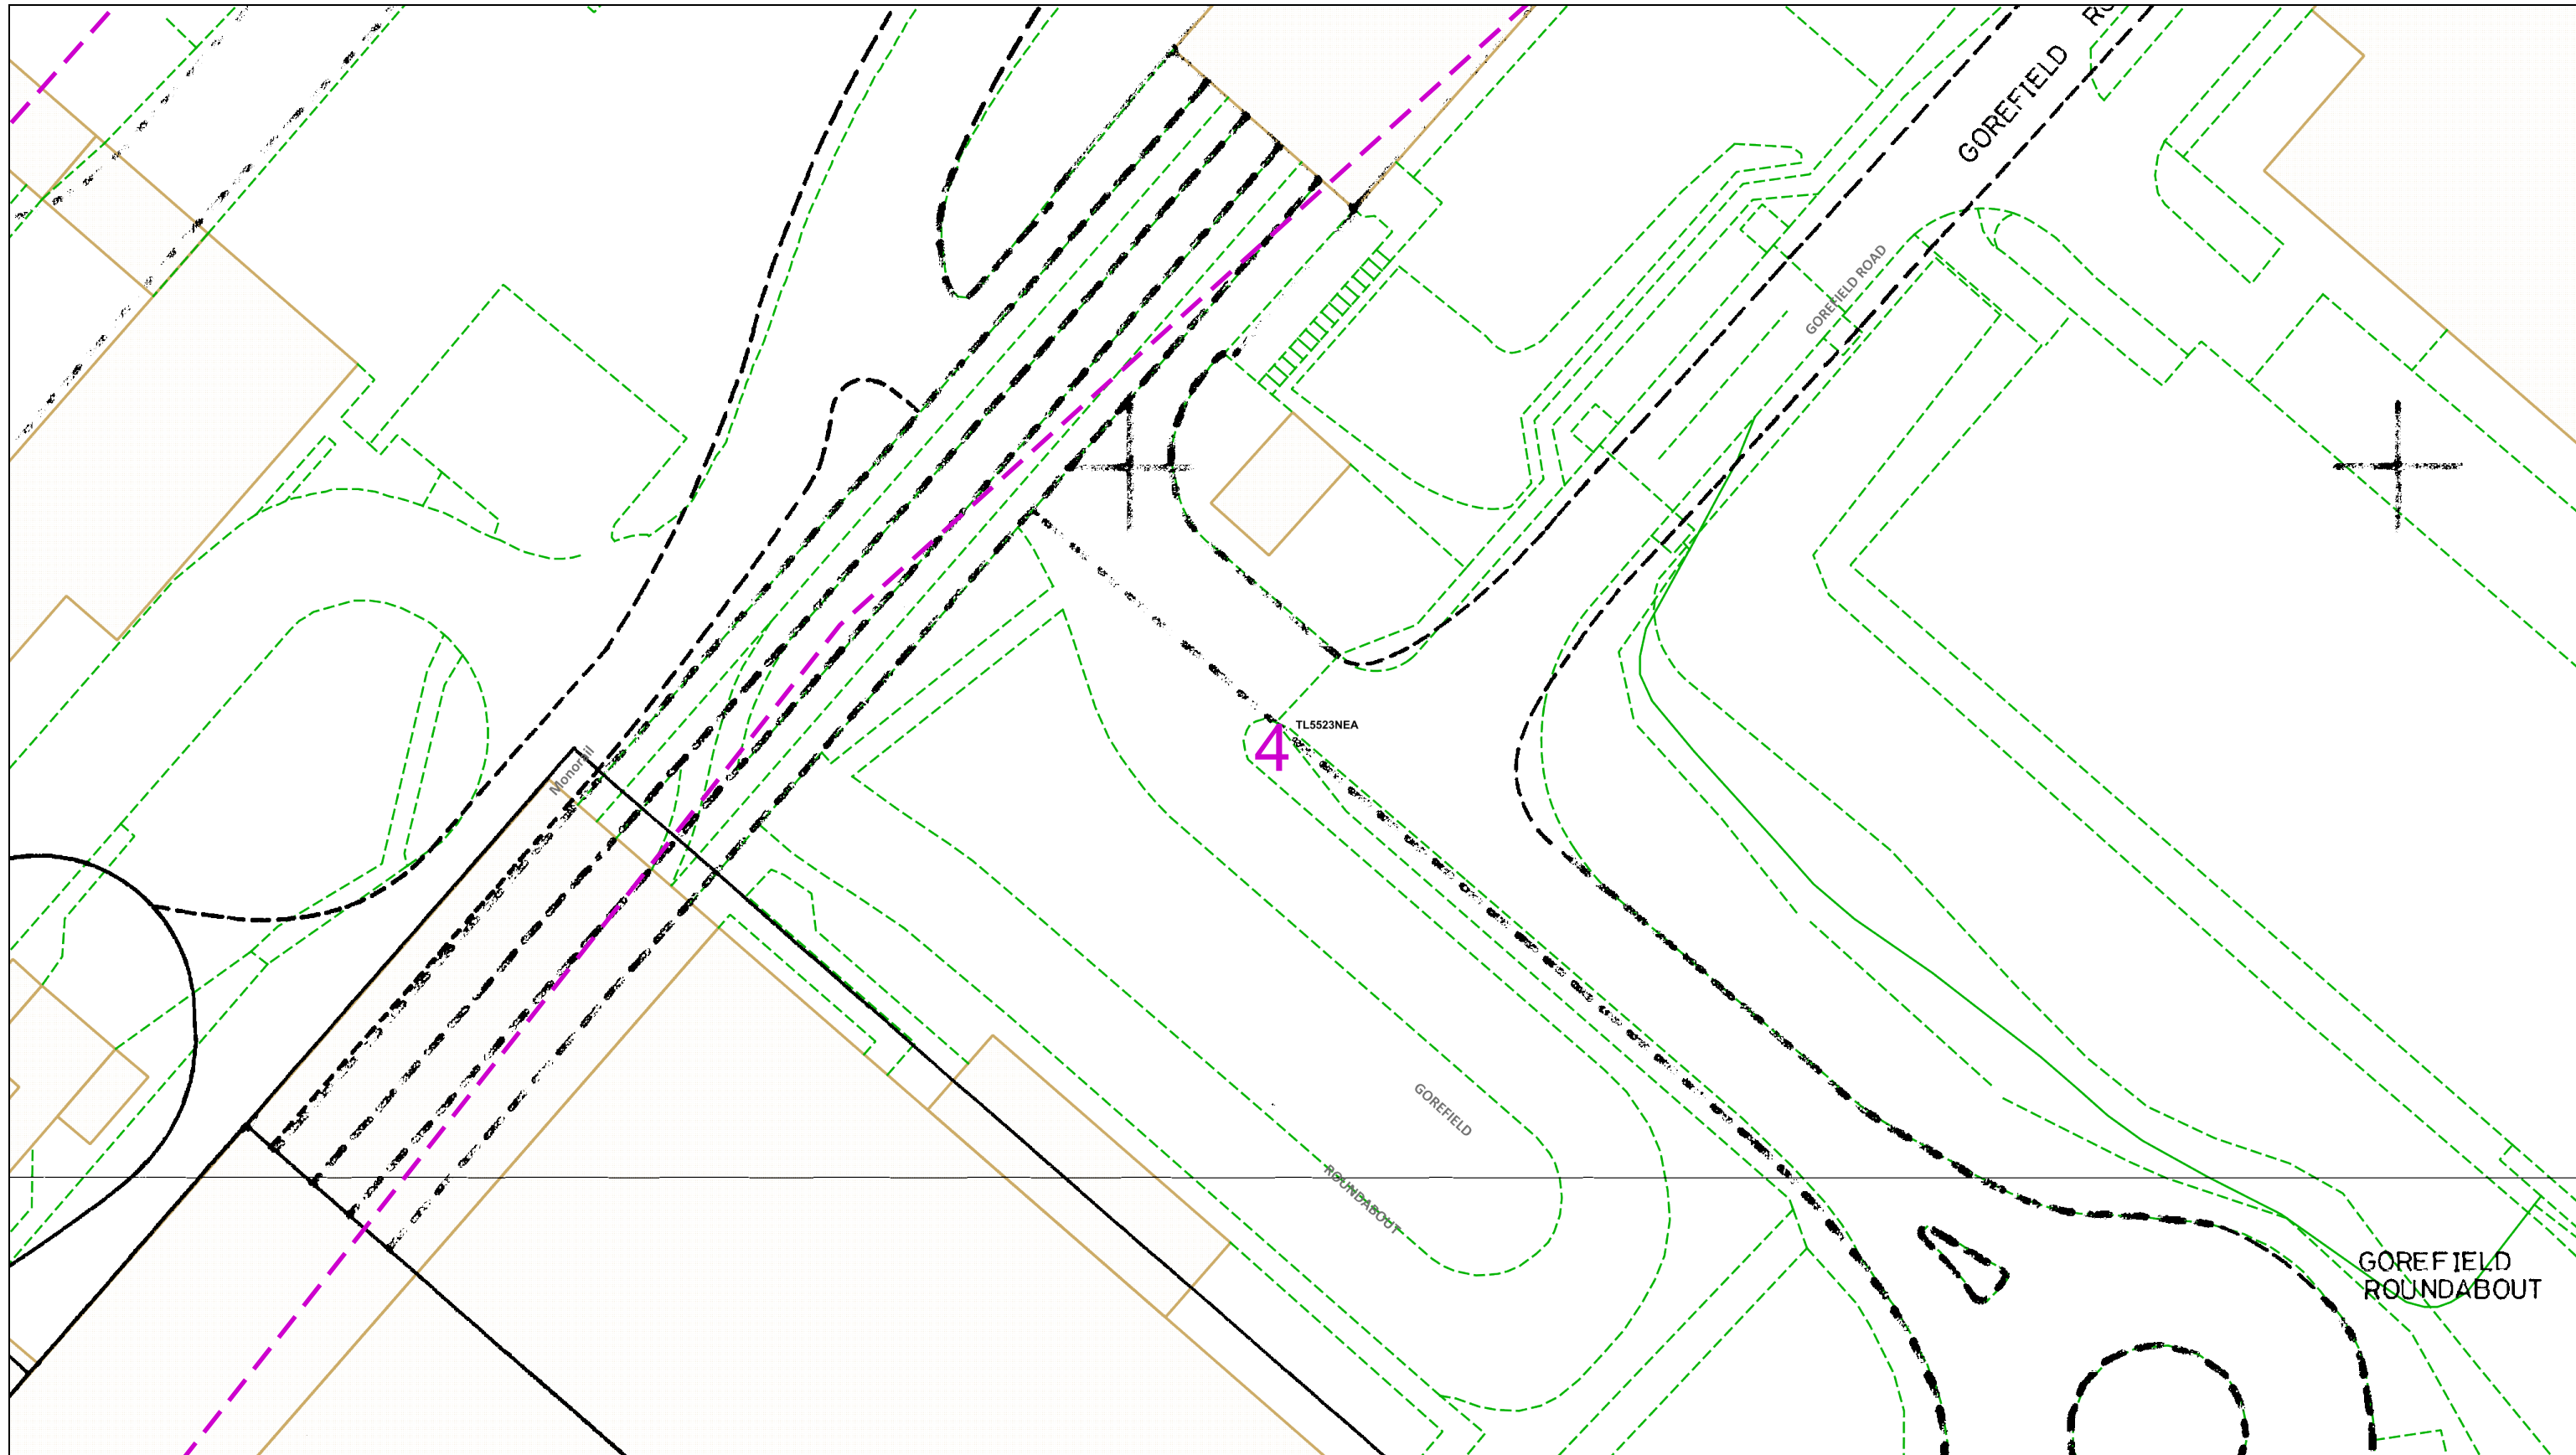 GOREFIELD
GOREFIELD ROAD
TL5523NEA
4
Monorail
GOREFIELD
ROUNDABOUT
GOREFIELD
ROUNDABOUT